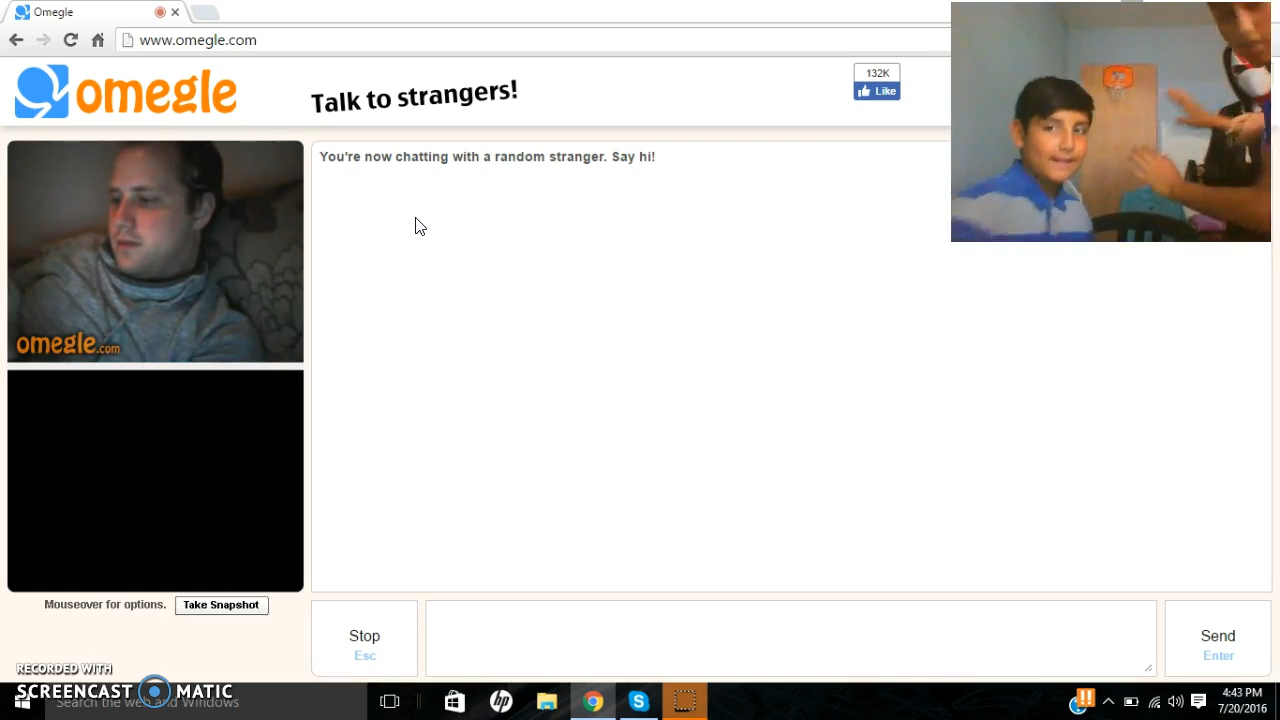 Omegle
www.omegle.com
omegle
Talk to strangers!
132K
Like
You're now chatting with a random stranger. Say hi!
omegle.com
Mouseover for options.
Take Snapshot
Stop
Esc
Send
Enter
RECORDED WITH
SCREENCAST MATIC
Search the web and Windows
4:43 PM
7/20/2016